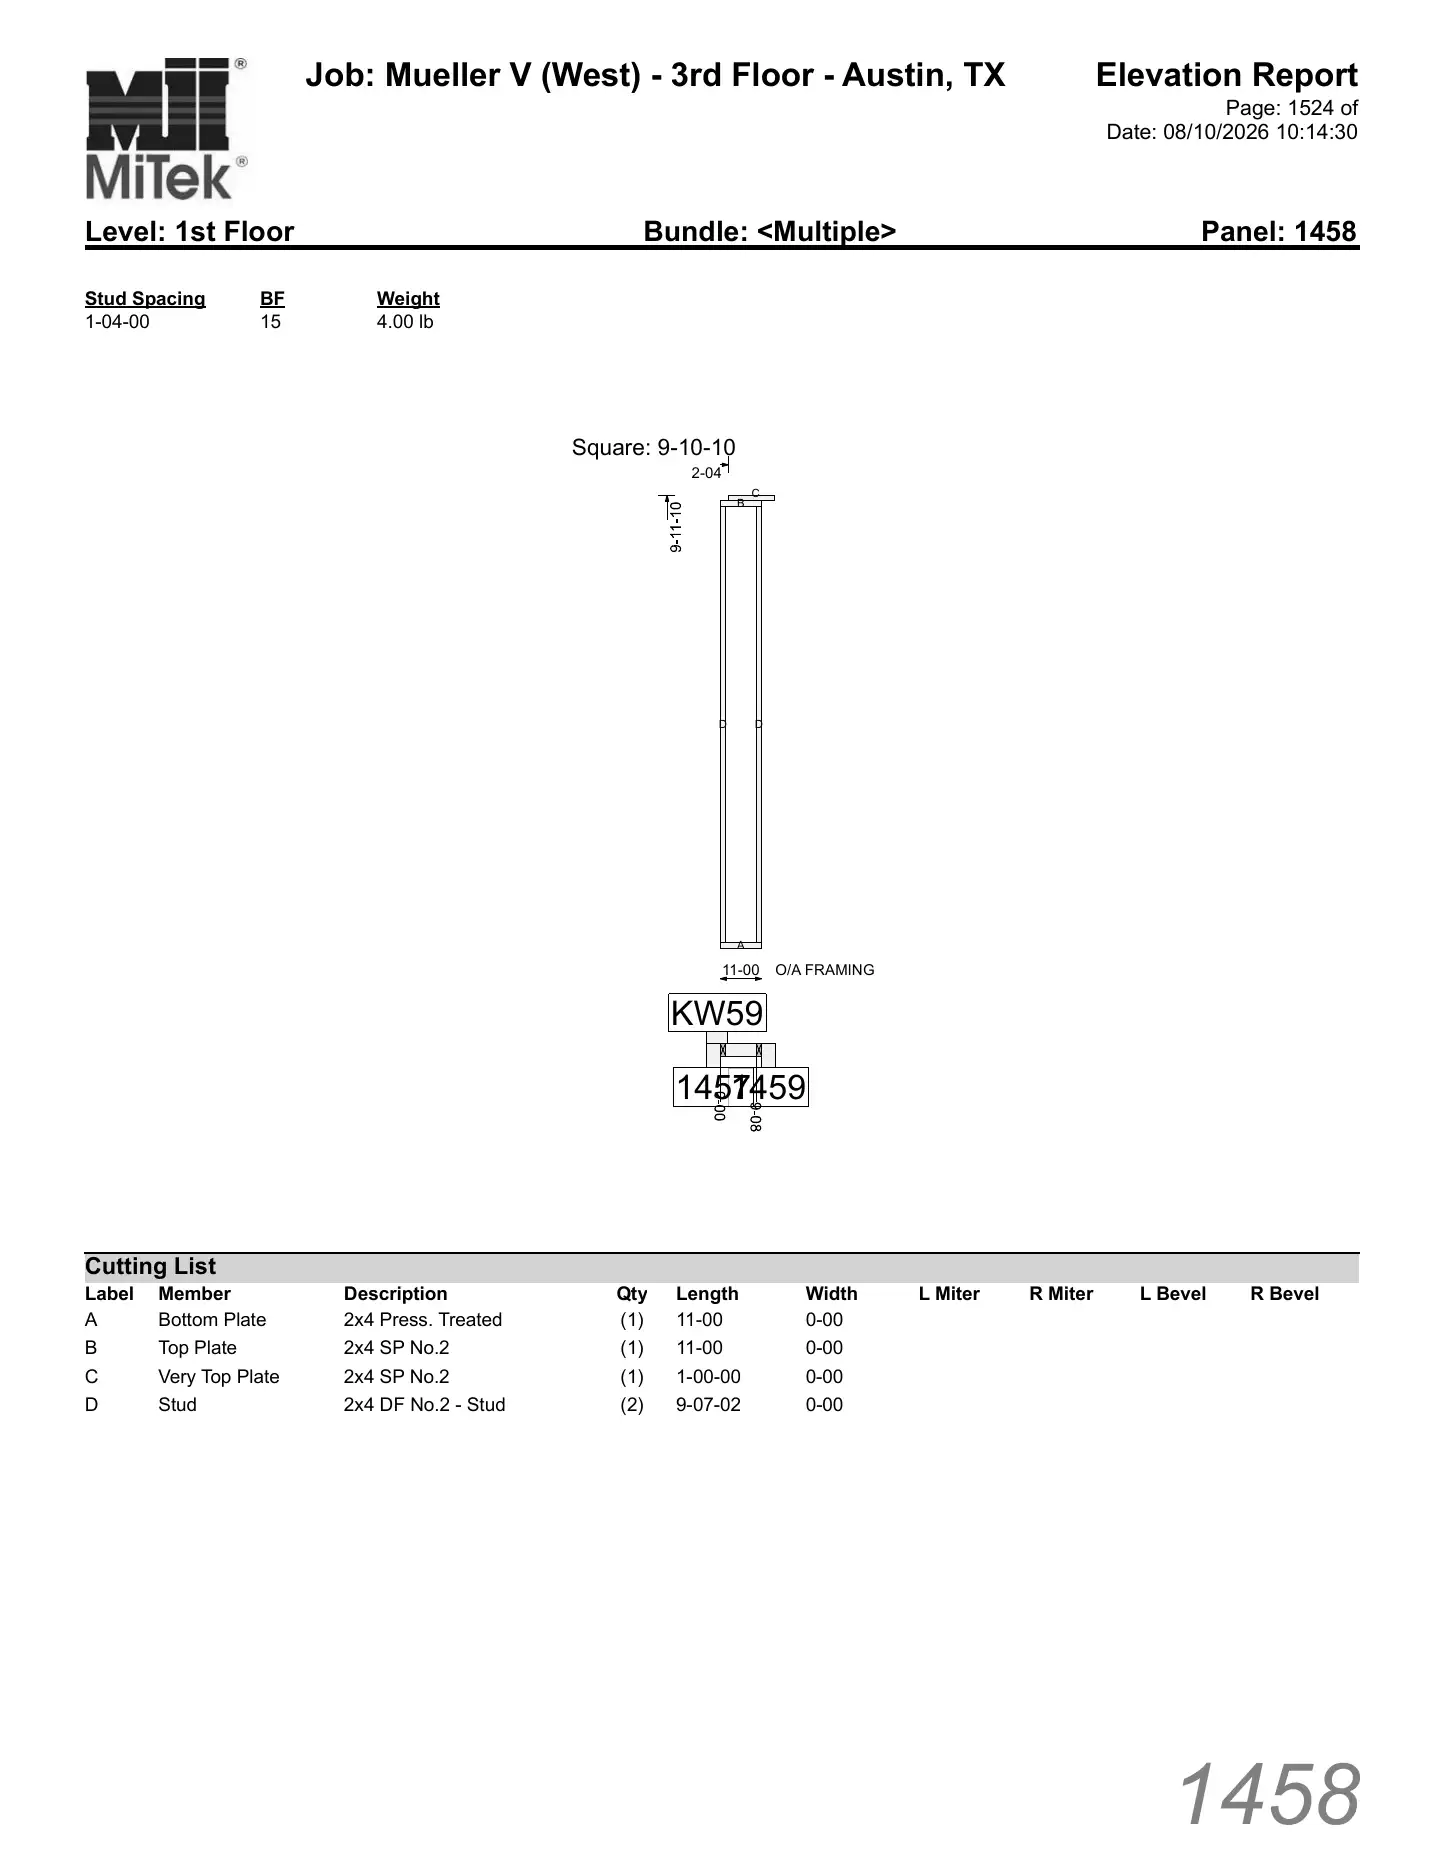 MiTek
Job: Mueller V (West) - 3rd Floor - Austin, TX
Elevation Report
Page: 1524 of
Date: 08/10/2026 10:14:30
Level: 1st Floor Bundle: <Multiple> Panel: 1458
Stud Spacing BF Weight
1-04-00 15 4.00 lb
Square: 9-10-10
2-04
C
B
9-11-10
D D
A
11-00 O/A FRAMING
KW59
1457 1459
9-08
Cutting List
Label Member Description Qty Length Width L Miter R Miter L Bevel R Bevel
A Bottom Plate 2x4 Press. Treated (1) 11-00 0-00
B Top Plate 2x4 SP No.2 (1) 11-00 0-00
C Very Top Plate 2x4 SP No.2 (1) 1-00-00 0-00
D Stud 2x4 DF No.2 - Stud (2) 9-07-02 0-00
1458